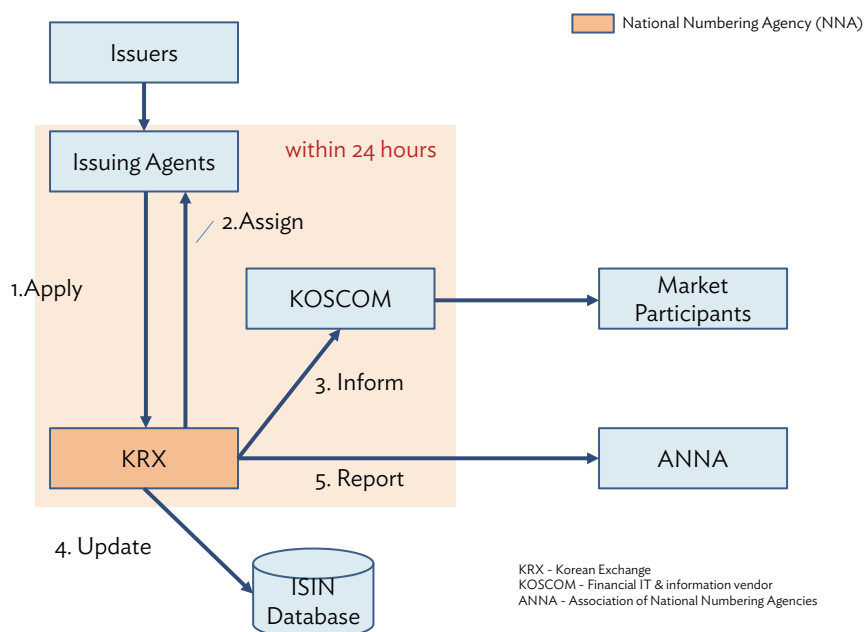 National Numbering Agency (NNA)
Issuers
Issuing Agents
within 24 hours
2.Assign
1.Apply
KOSCOM
Market
Participants
3. Inform
KRX
ANNA
5. Report
4. Update
ISIN
Database
KRX - Korean Exchange
KOSCOM - Financial IT & information vendor
ANNA - Association of National Numbering Agencies